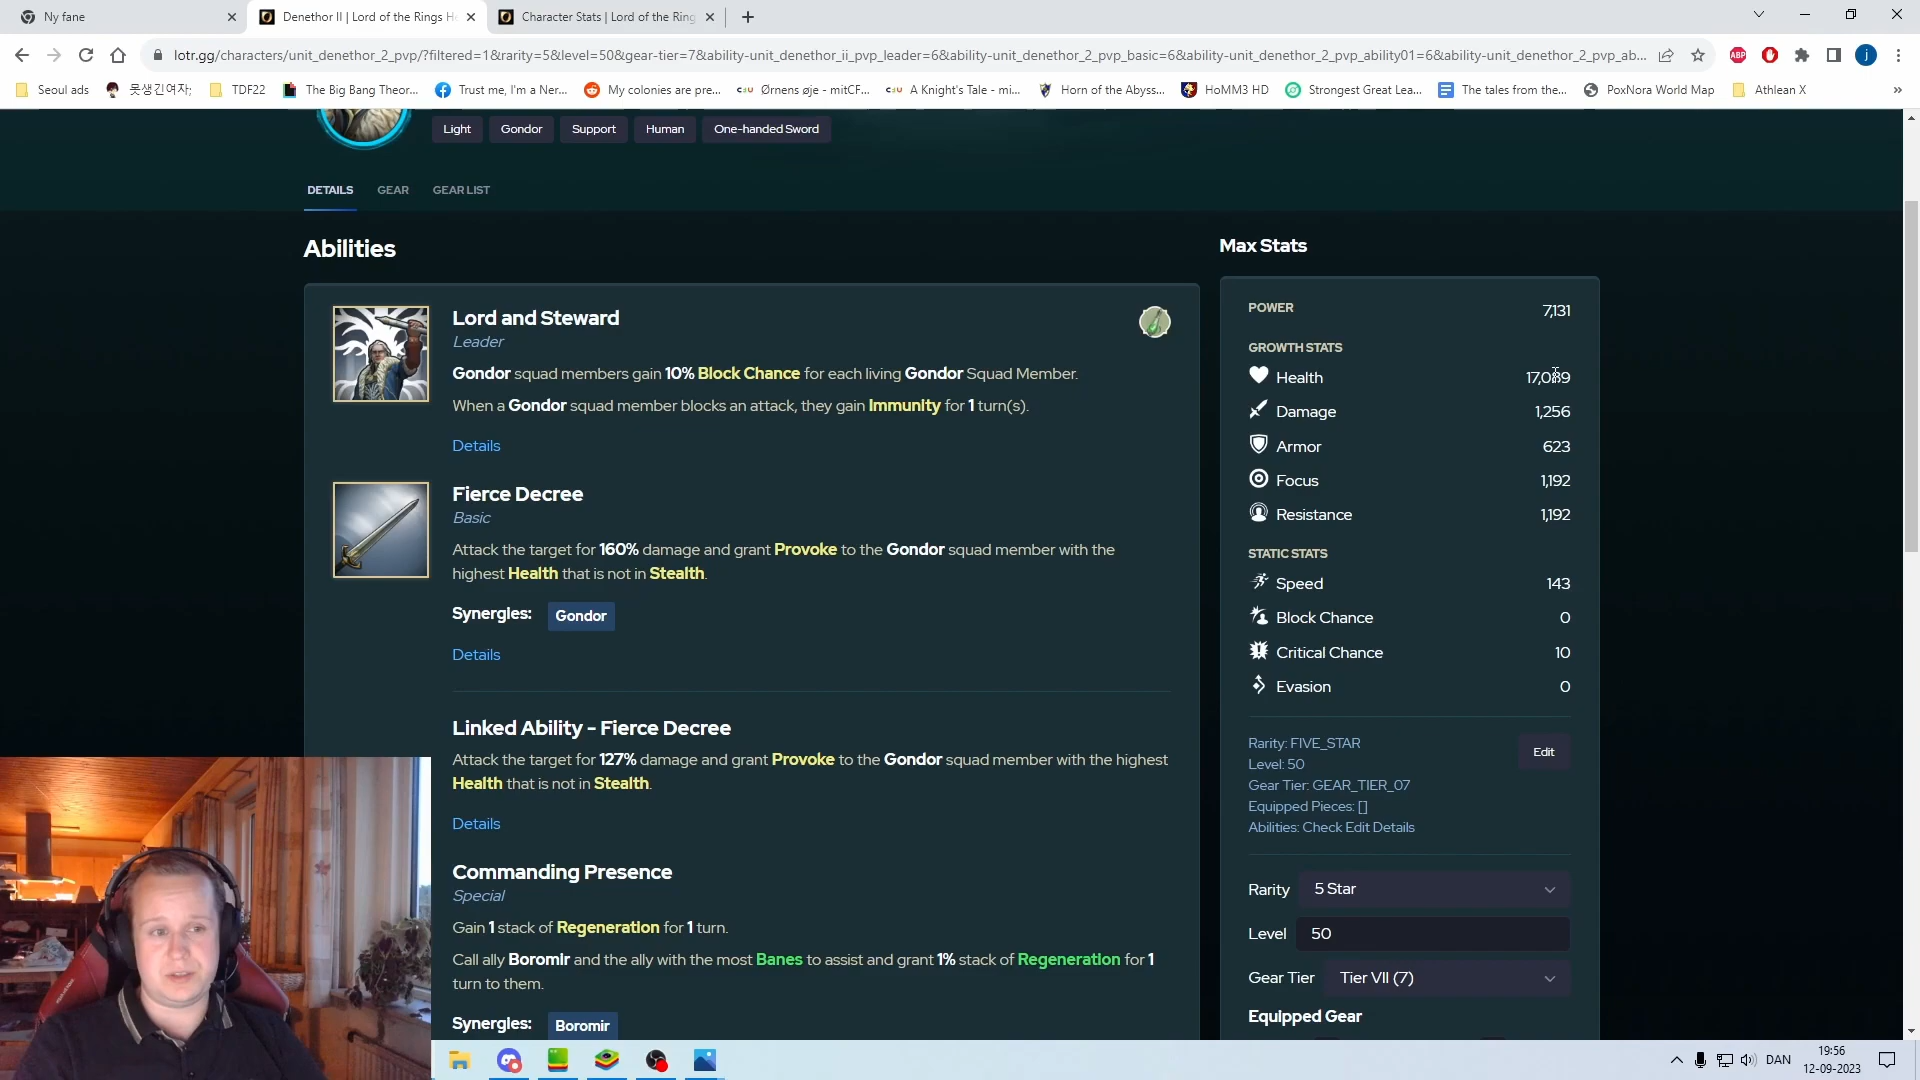 Ny fane
Denethor II | Lord of the Rings He
Character Stats | Lord of the Ring
lotr.gg/characters/unit_denethor_2_pvp/?filtered=1&rarity=5&level=50&gear-tier=7&ability-unit_denethor_ii_pvp_leader=6&ability-unit_denethor_2_pvp_basic=6&ability-unit_denethor_2_pvp_ability01=6&ability-unit_denethor_2_pvp_ab...
ABP
j
Seoul ads
못생긴여자;
TDF22
The Big Bang Theor...
Trust me, I'm a Ner...
My colonies are pre...
Ørnens øje - mitCF...
A Knight's Tale - mi...
Horn of the Abyss...
HoMM3 HD
Strongest Great Lea...
The tales from the...
PoxNora World Map
Athlean X
»
Light
Gondor
Support
Human
One-handed Sword
DETAILS
GEAR
GEAR LIST
Abilities
Lord and Steward
Leader
Gondor squad members gain 10% Block Chance for each living Gondor Squad Member.
When a Gondor squad member blocks an attack, they gain Immunity for 1 turn(s).
Details
Fierce Decree
Basic
Attack the target for 160% damage and grant Provoke to the Gondor squad member with the
highest Health that is not in Stealth.
Synergies: Gondor
Details
Linked Ability - Fierce Decree
Attack the target for 127% damage and grant Provoke to the Gondor squad member with the highest
Health that is not in Stealth.
Details
Commanding Presence
Special
Gain 1 stack of Regeneration for 1 turn.
Call ally Boromir and the ally with the most Banes to assist and grant 1% stack of Regeneration for 1
turn to them.
Synergies: Boromir
Max Stats
POWER 7,131
GROWTH STATS
Health
Damage 1,256
Armor 623
Focus 1,192
Resistance 1,192
STATIC STATS
Speed 143
Block Chance 0
Critical Chance 10
Evasion 0
Rarity: FIVE_STAR
Level: 50
Gear Tier: GEAR_TIER_07
Equipped Pieces: []
Abilities: Check Edit Details
Edit
Rarity 5 Star
Level 50
Gear Tier Tier VII (7)
Equipped Gear
DAN
19:56
12-09-2023